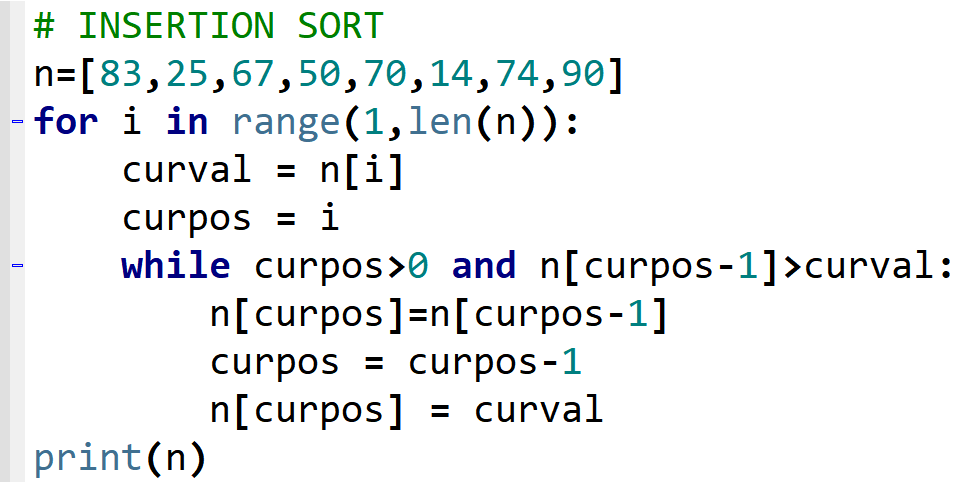 # INSERTION SORT
n=[83,25,67,50,70,14,74,90]
for i in range(1,len(n)):
    curval = n[i]
    curpos = i
    while curpos>0 and n[curpos-1]>curval:
        n[curpos]=n[curpos-1]
        curpos = curpos-1
        n[curpos] = curval
print(n)